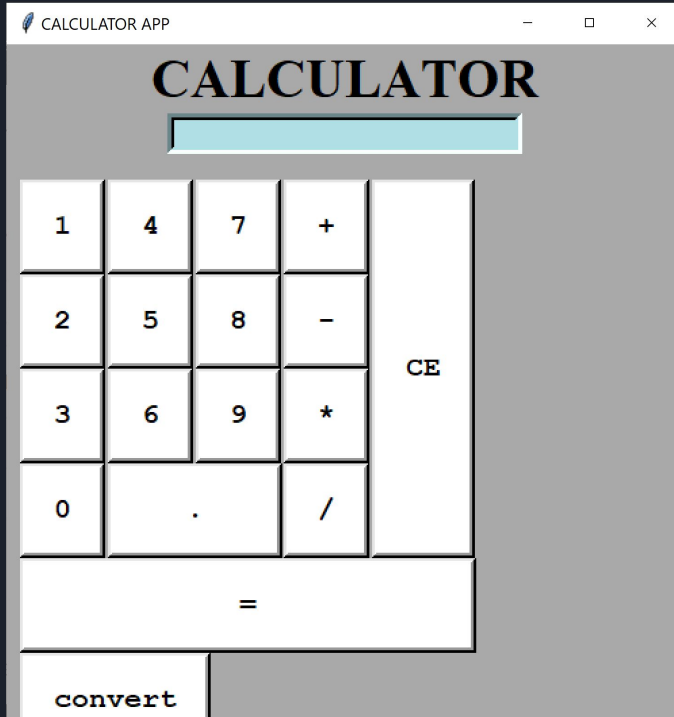 CALCULATOR APP
CALCULATOR
1 4 7 +
2 5 8 -
CE
3 6 9 *
0 . /
=
convert